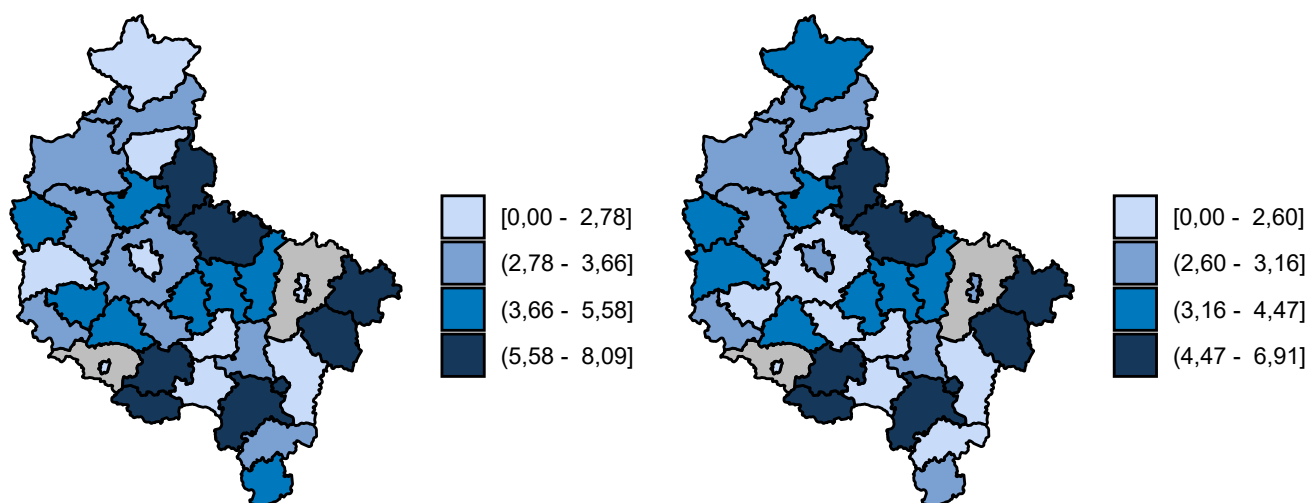 [0,00 - 2,78]
(2,78 - 3,66]
(3,66 - 5,58]
(5,58 - 8,09]
[0,00 - 2,60]
(2,60 - 3,16]
(3,16 - 4,47]
(4,47 - 6,91]